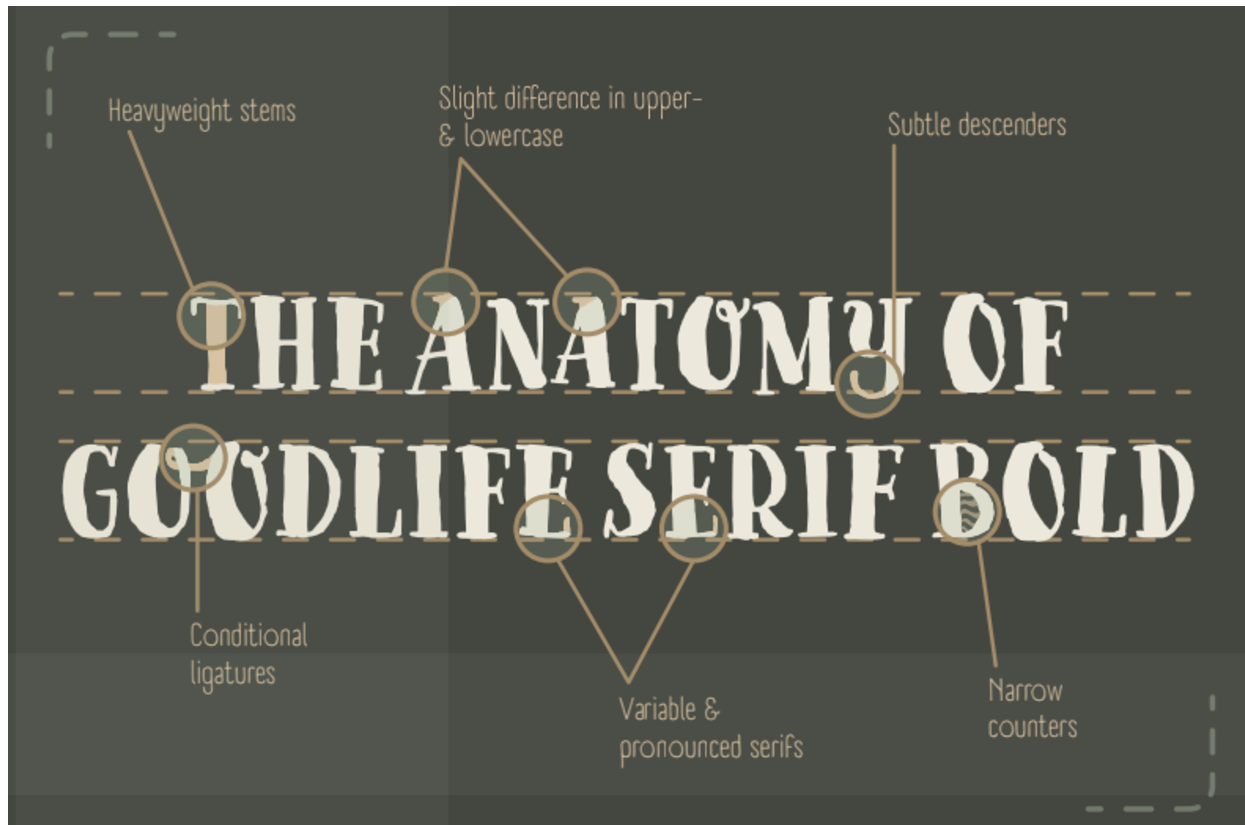 Heavyweight stems
Slight difference in upper-
& lowercase
Subtle descenders
THE ANATOMY OF
GOODLIFE SERIF BOLD
Conditional
ligatures
Variable &
pronounced serifs
Narrow
counters